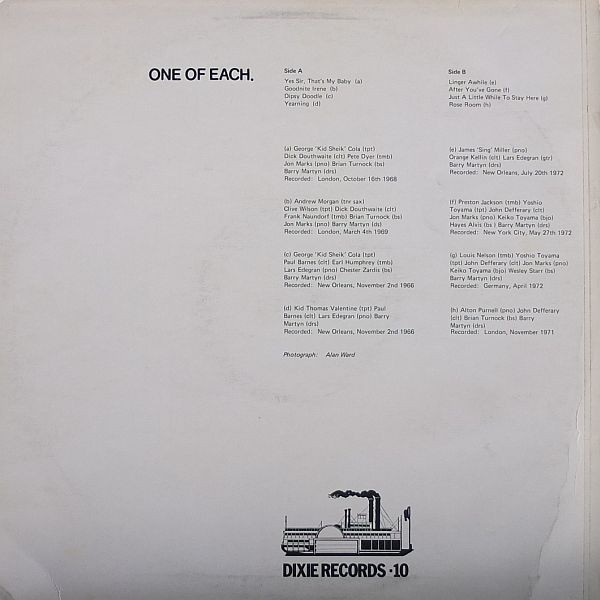 ONE OF EACH.
Side A
Yes Sir, That's My Baby (a)
Goodnite Irene (b)
Dipsy Doodle (c)
Yearning (d)
(a) George 'Kid Sheik' Cola (tpt)
Dick Douthwaite (clt) Pete Dyer (tmb)
Jon Marks (pno) Brian Turnock (bs)
Barry Martyn (drs)
Recorded: London, October 16th 1968
(b) Andrew Morgan (tnr sax)
Clive Wilson (tpt) Dick Douthwaite (clt)
Frank Naundorf (tmb) Brian Turnock (bs)
Jon Marks (pno) Barry Martyn (ds)
Recorded: London, March 4th 1969
(c) George 'Kid Sheik' Cola (tpt)
Paul Barnes (clt) Earl Humphrey (tmb)
Lars Edegran (pno) Chester Zardis (bs)
Barry Martyn (drs)
Recorded: New Orleans, November 2nd 1966
(d) Kid Thomas Valentine (tpt) Paul
Barnes (clt) Lars Edegran (pno) Barry
Martyn (drs)
Recorded: New Orleans, November 2nd 1966
Photograph: Alan Ward
Side B
Linger Awhile (e)
After You've Gone (f)
Just A Little While To Stay Here (g)
Rose Room (h)
(e) James 'Sing' Miller (pno)
Orange Kellin (clt) Lars Edegran (gtr)
Barry Martyn (drs)
Recorded: New Orleans, July 20th 1972
(f) Preston Jackson (tmb) Yoshio
Toyama (tpt) John Defferary (clt)
Jon Marks (pno) Keiko Toyama (bjo)
Hayes Alvis (bs) Barry Martyn (drs)
Recorded: New York City, May 27th 1972
(g) Louis Nelson (tmb) Yoshio Toyama
(tpt) John Defferary (clt) Jon Marks (pno)
Keiko Toyama (bjo) Wesley Starr (bs)
Barry Martyn (drs)
Recorded: Germany, April 1972
(h) Alton Purnell (pno) John Defferary
(clt) Brian Turnock (bs) Barry
Martyn (drs)
Recorded: London, November 1971
DIXIE RECORDS·10